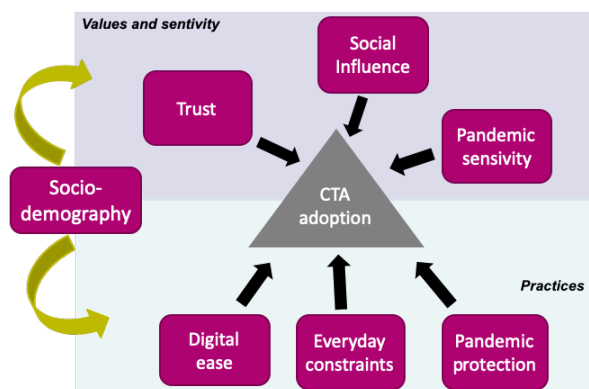 Values and sentivity
Social
Influence
Trust
Pandemic
sensivity
Socio-
demography
CTA
adoption
Practices
Digital
ease
Everyday
constraints
Pandemic
protection